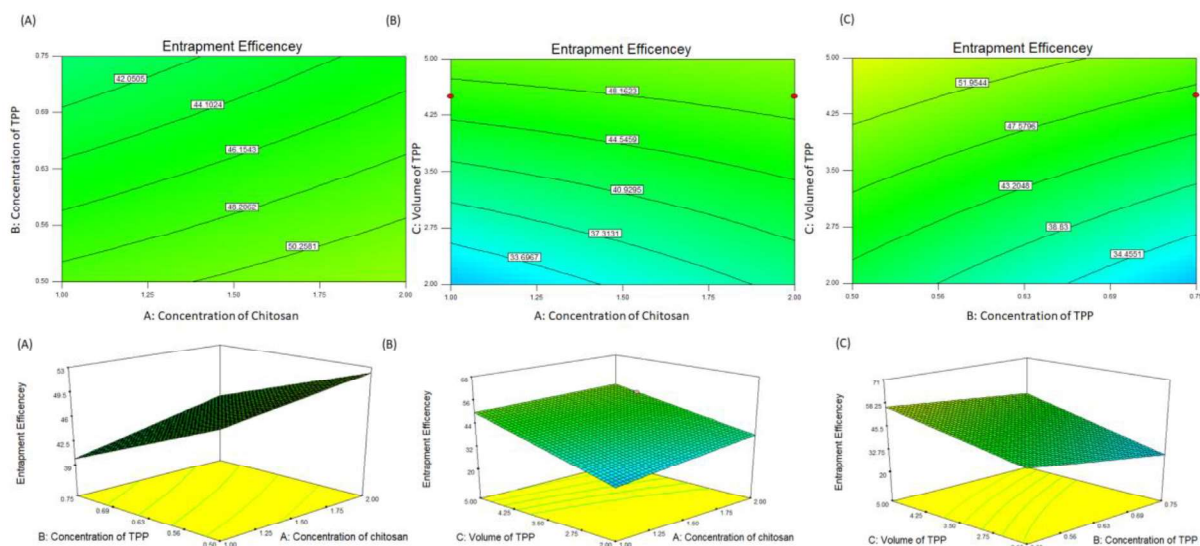 (A)
Entrapment Efficencey
0.75
0.69
0.63
0.56
0.50
B: Concentration of TPP
42.0505
44.1024
46.1543
48.2062
50.2581
1.00 1.25 1.50 1.75 2.00
A: Concentration of Chitosan
(B)
Entrapment Efficencey
5.00
4.25
3.50
2.75
2.00
C: Volume of TPP
48.1623
44.5459
40.9295
37.3131
33.6967
1.00 1.25 1.50 1.75 2.00
A: Concentration of Chitosan
(C)
Entrapment Efficencey
5.00
4.25
3.50
2.75
2.00
C: Volume of TPP
51.9544
47.5796
43.2048
38.83
34.4551
0.50 0.56 0.63 0.69 0.75
B: Concentration of TPP
(A)
Entrapment Efficencey
53
49.5
46
42.5
39
0.75 0.69 0.63 0.56
1.00 1.25 1.50 1.75 2.00
B: Concentration of TPP
A: Concentration of chitosan
(B)
Entrapment Efficencey
56
44
32
20
5.00 4.25 2.75
1.00 1.25 1.50 1.75 2.00
C: Volume of TPP
A: Concentration of chitosan
(C)
Entrapment Efficencey
71
58.25
45.5
32.75
20
5.00 4.25 3.50 2.75
0.56 0.63 0.69 0.75
C: Volume of TPP
B: Concentration of TPP